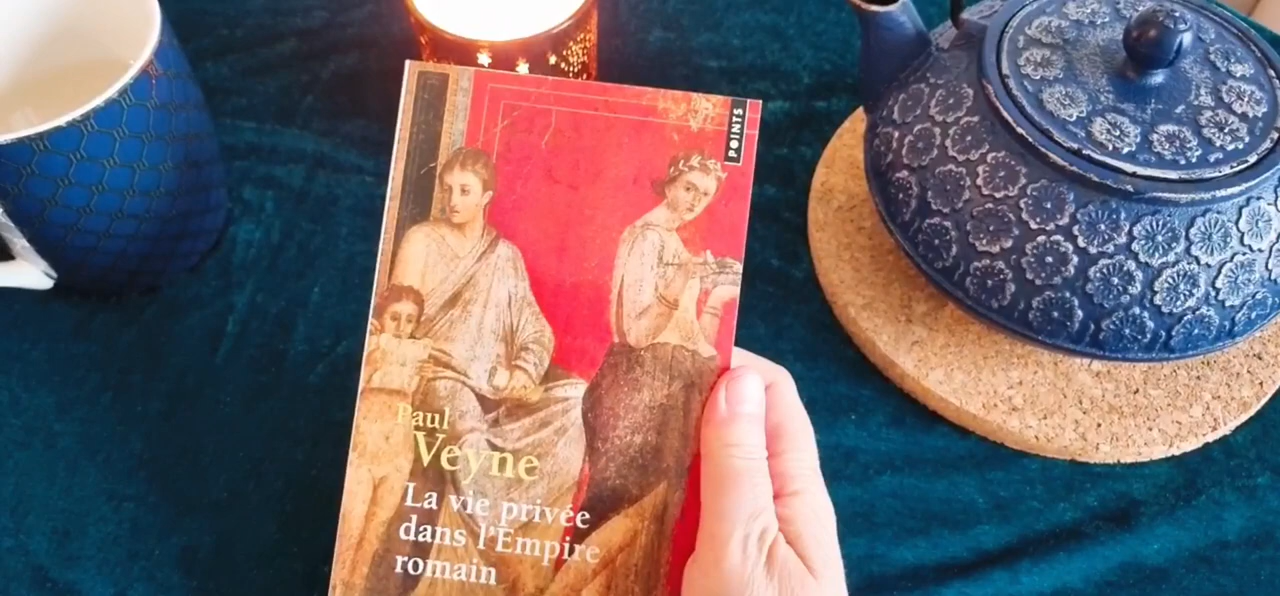 POINTS
Paul
Veyne
La vie privée
dans l'Empire
romain